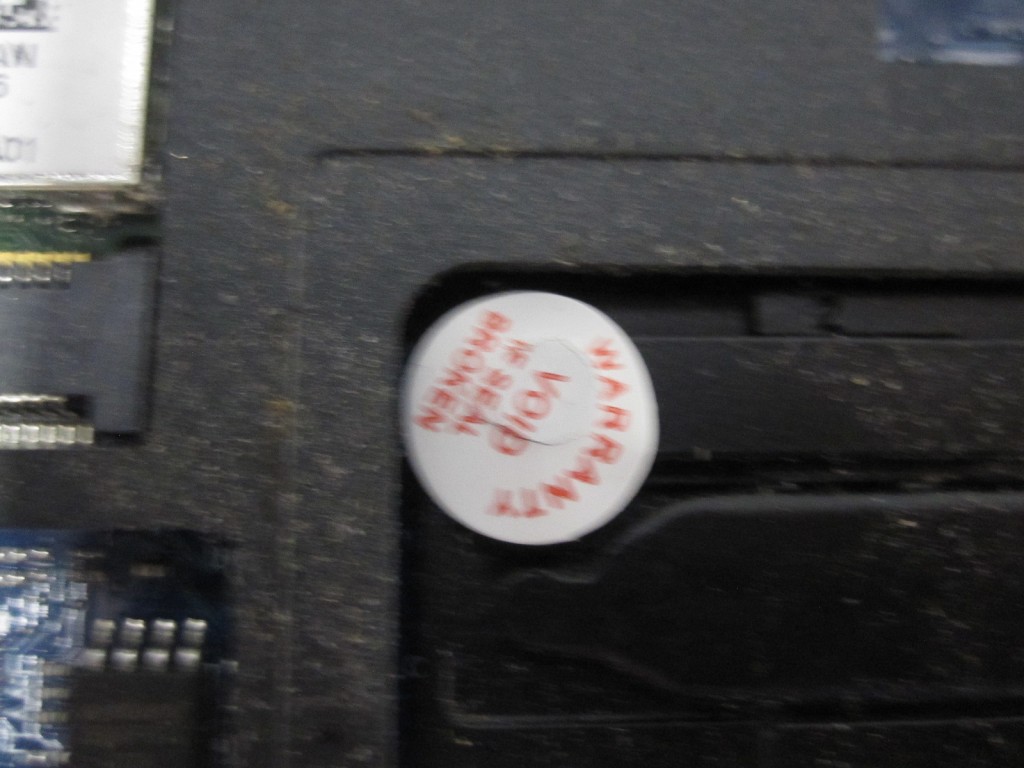 WARRANTY
VOID
IF SEAL
BROKEN